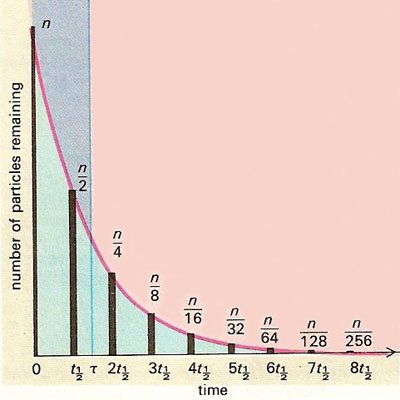 number of particles remaining
n
n/2
n/4
n/8
n/16
n/32
n/64
n/128
n/256
0 t½ τ 2t½ 3t½ 4t½ 5t½ 6t½ 7t½ 8t½
time